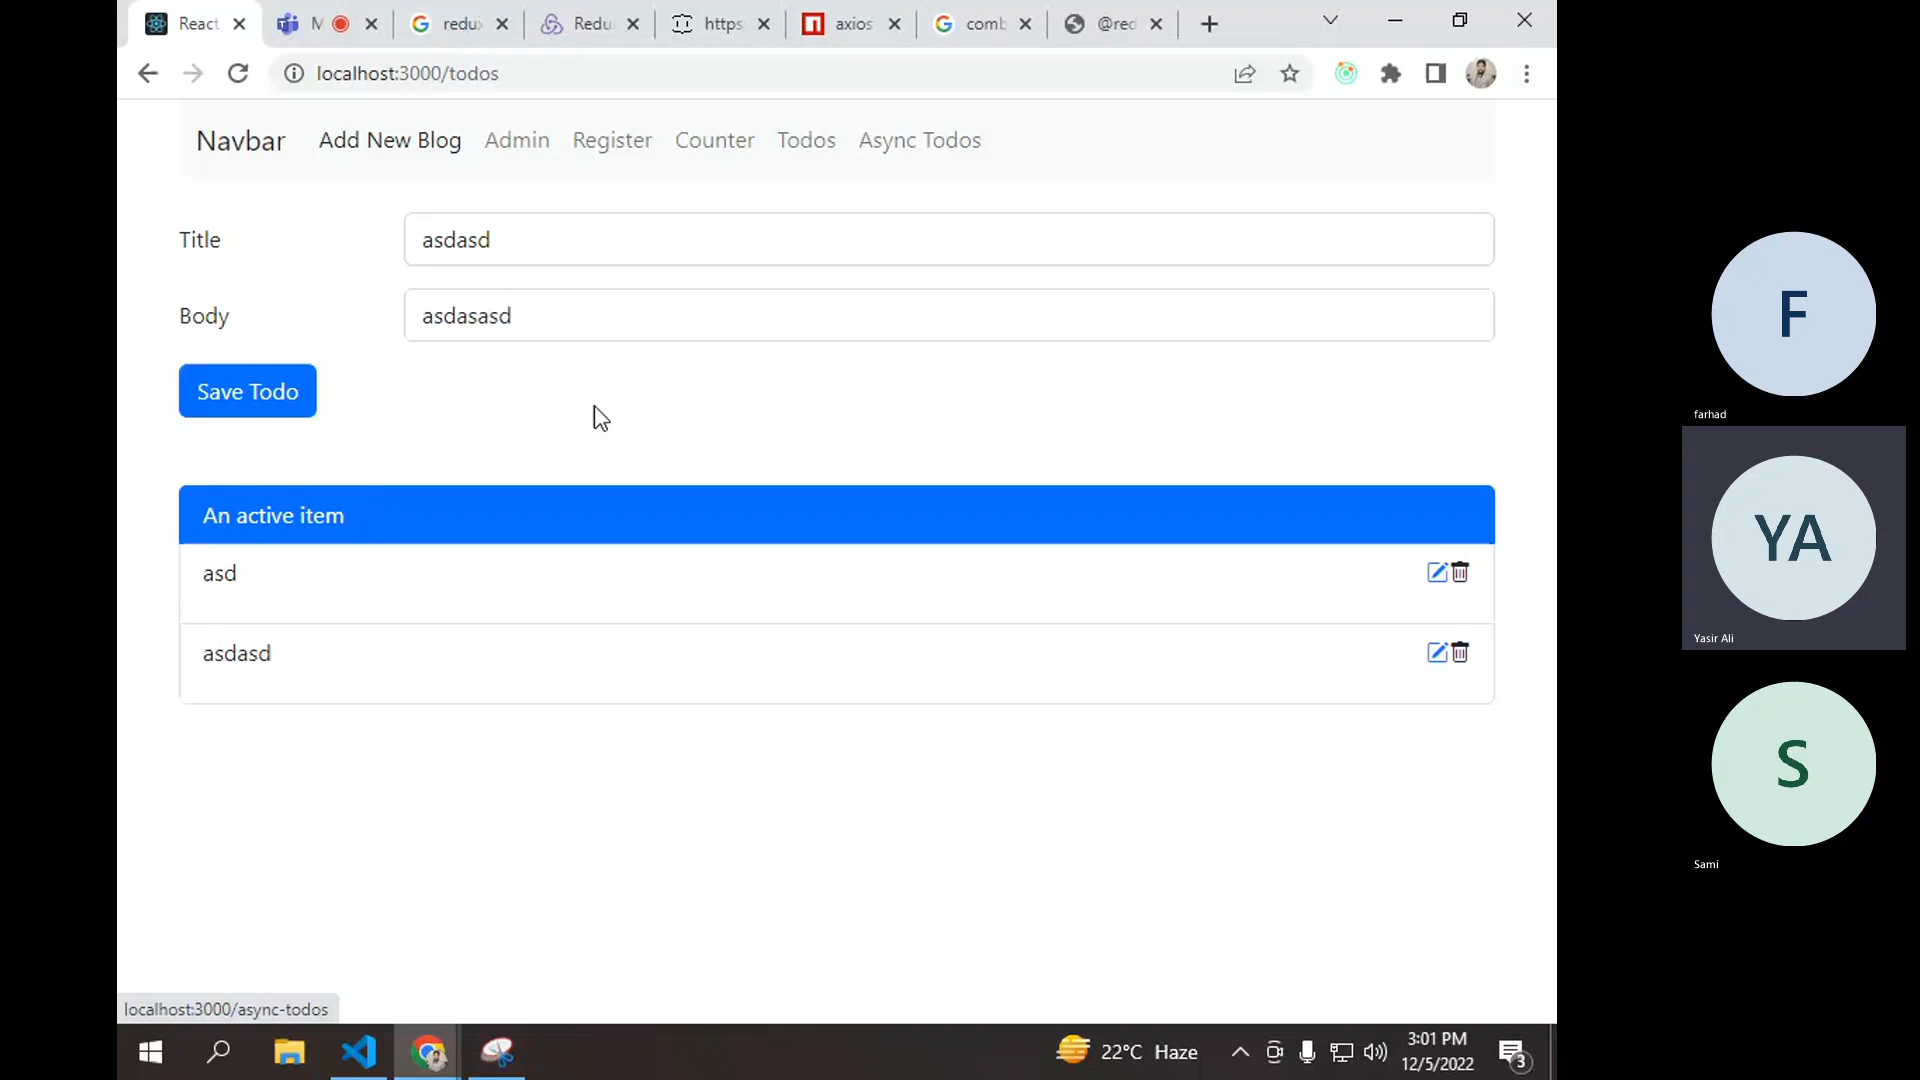 React
M
redu
Redu
https
axios
comb
@red
localhost:3000/todos
Navbar Add New Blog Admin Register Counter Todos Async Todos
Title asdasd
Body asdasasd
Save Todo
An active item
asd
asdasd
localhost:3000/async-todos
22°C Haze
3:01 PM
12/5/2022
3
F
farhad
YA
Yasir Ali
S
Sami